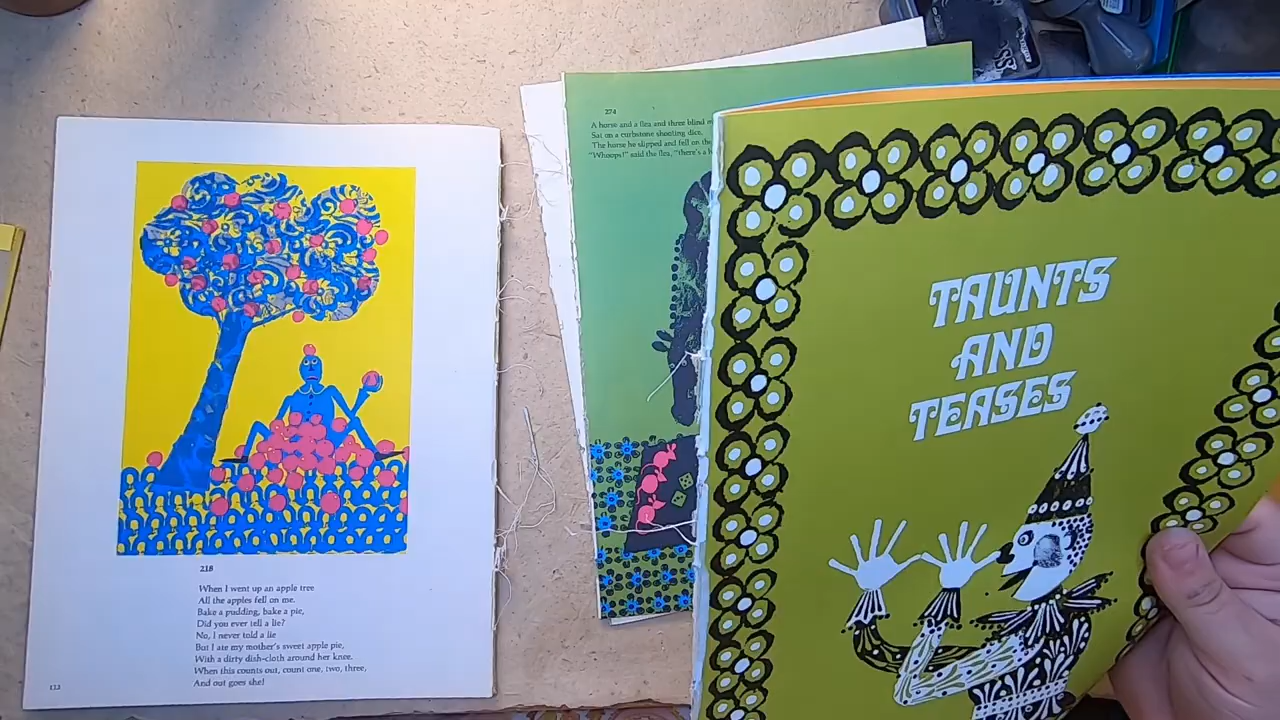 218
When I went up an apple tree
All the apples fell on me.
Bake a pudding, bake a pie,
Did you ever tell a lie?
No, I never told a lie
But I ate my mother's sweet apple pie,
With a dirty dish-cloth around her knee.
When this counts out, count one, two, three,
And out goes she!
274
A horse and a flea and three blind
Sat on a curbstone shooting dice.
The horse he slipped and fell on the
"Whoops!" said the flea, "there's a
TAUNTS
AND
TEASES